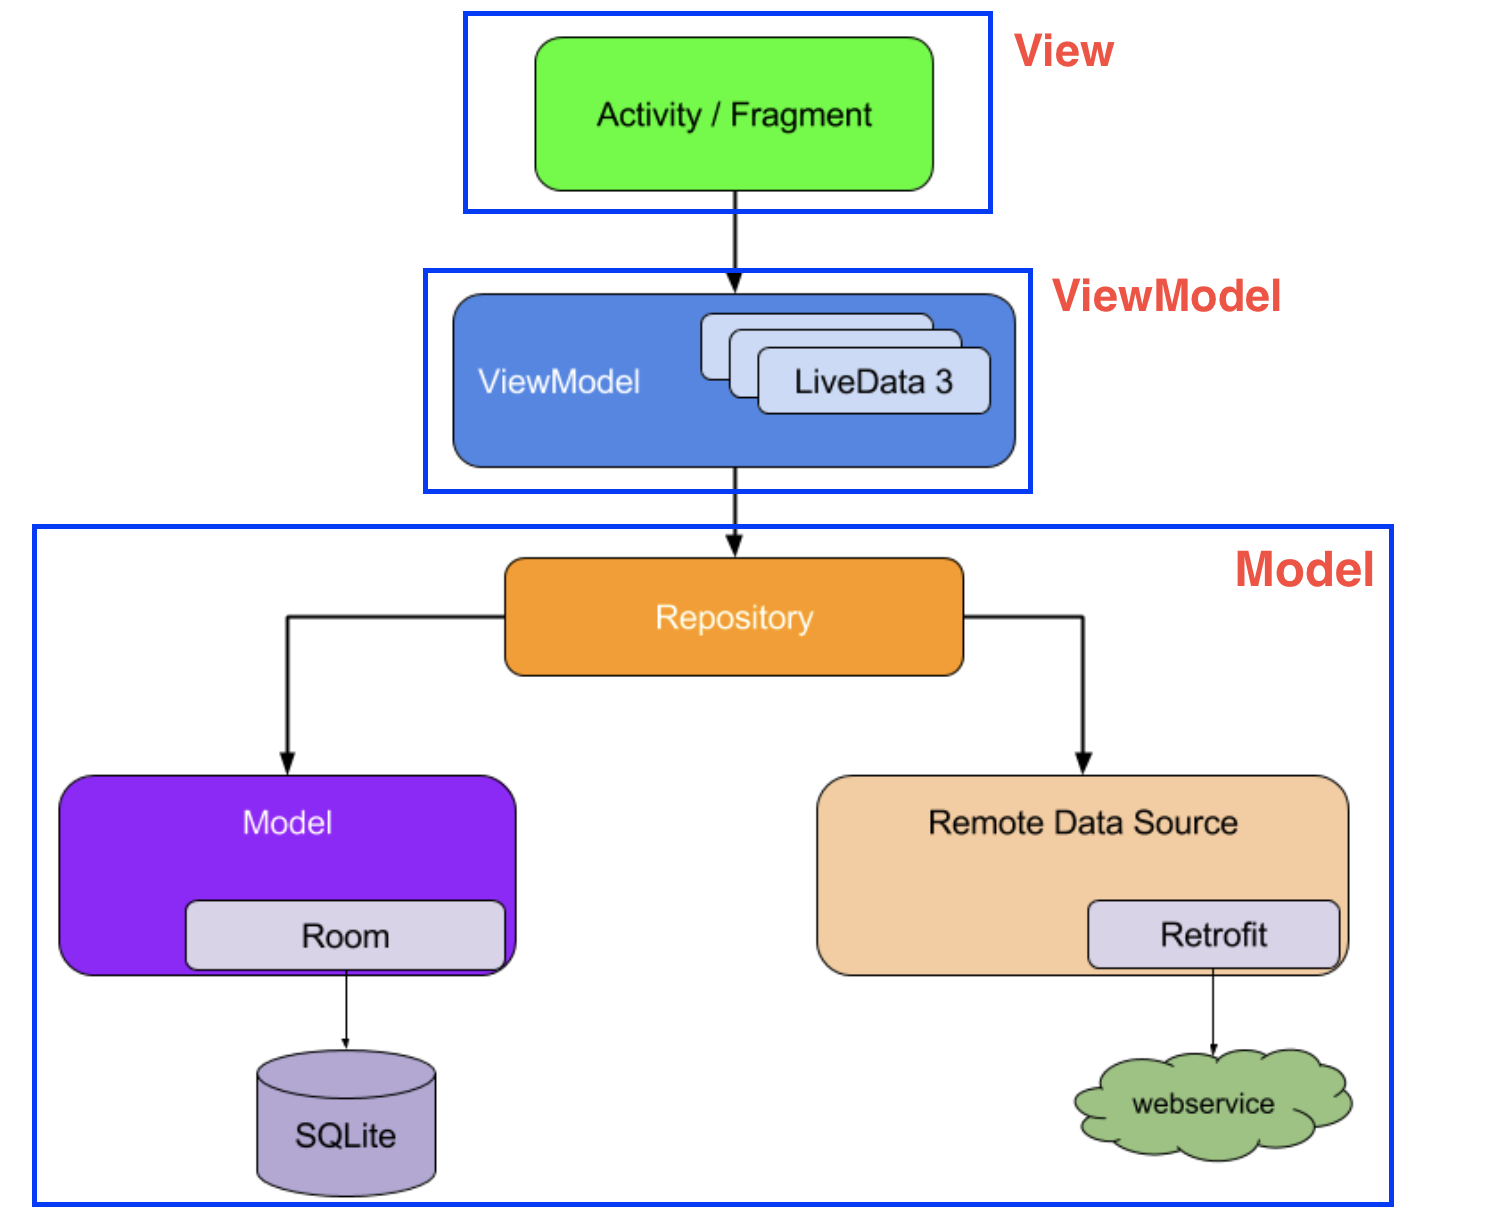 View
Activity / Fragment
ViewModel
ViewModel
LiveData 3
Model
Repository
Model
Room
SQLite
Remote Data Source
Retrofit
webservice